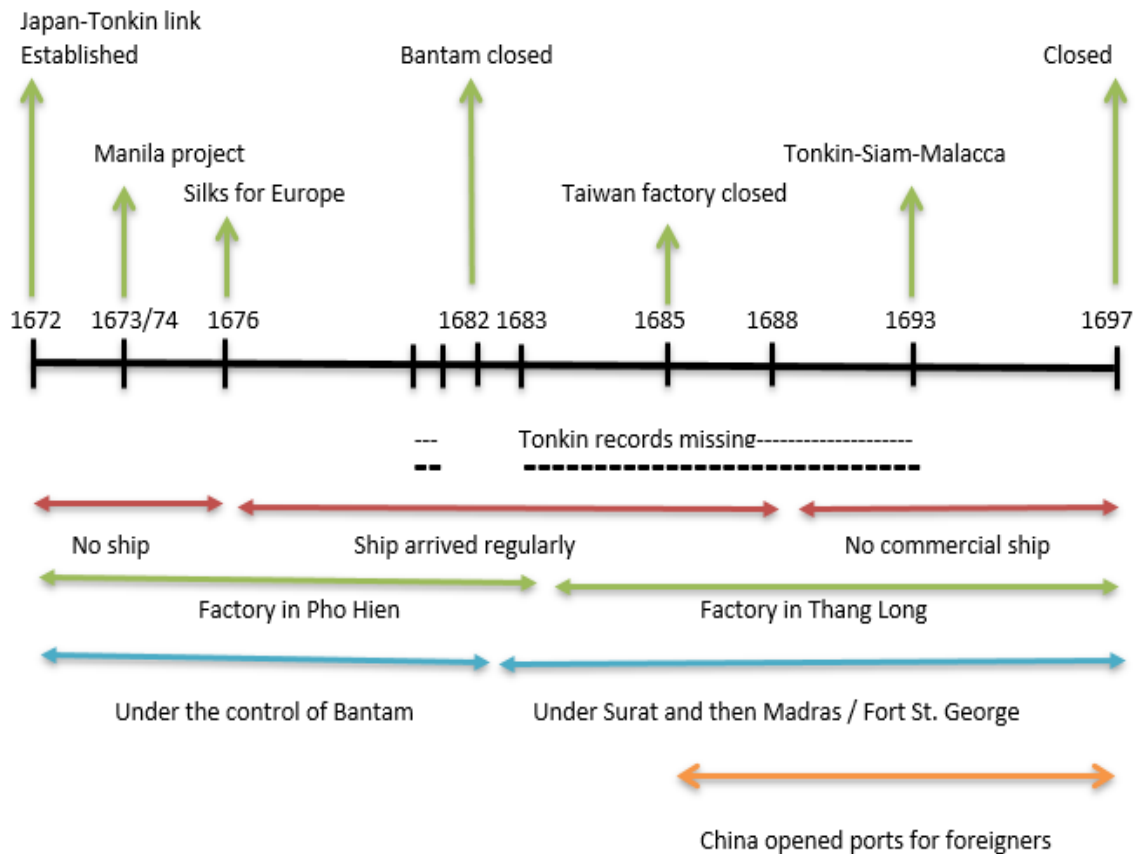 Japan-Tonkin link
Established
Bantam closed
Closed
Manila project
Tonkin-Siam-Malacca
Silks for Europe
Taiwan factory closed
1672
1673/74
1676
1682
1683
1685
1688
1693
1697
--- Tonkin records missing--------------------
No ship
Ship arrived regularly
No commercial ship
Factory in Pho Hien
Factory in Thang Long
Under the control of Bantam
Under Surat and then Madras / Fort St. George
China opened ports for foreigners